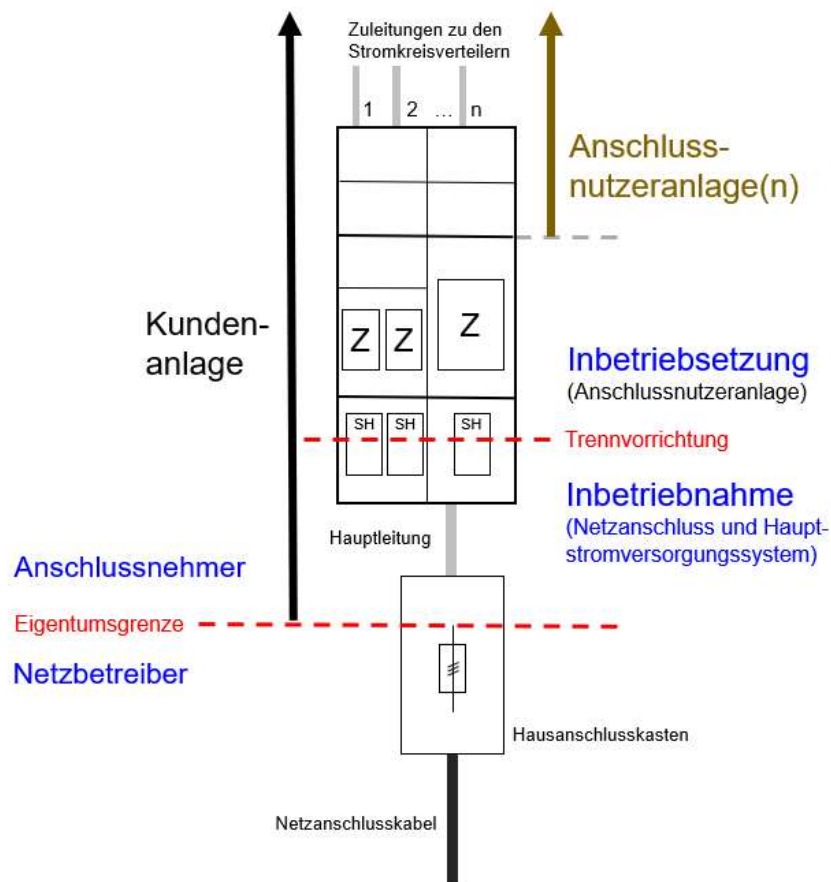 Zuleitungen zu den
Stromkreisverteilern
1 2 ... n
Anschluss-
nutzeranlage(n)
Kunden-
anlage
Z Z Z
Inbetriebsetzung
(Anschlussnutzeranlage)
SH SH SH
Trennvorrichtung
Inbetriebnahme
(Netzanschluss und Haupt-
stromversorgungssystem)
Hauptleitung
Anschlussnehmer
Eigentumsgrenze
Netzbetreiber
Hausanschlusskasten
Netzanschlusskabel